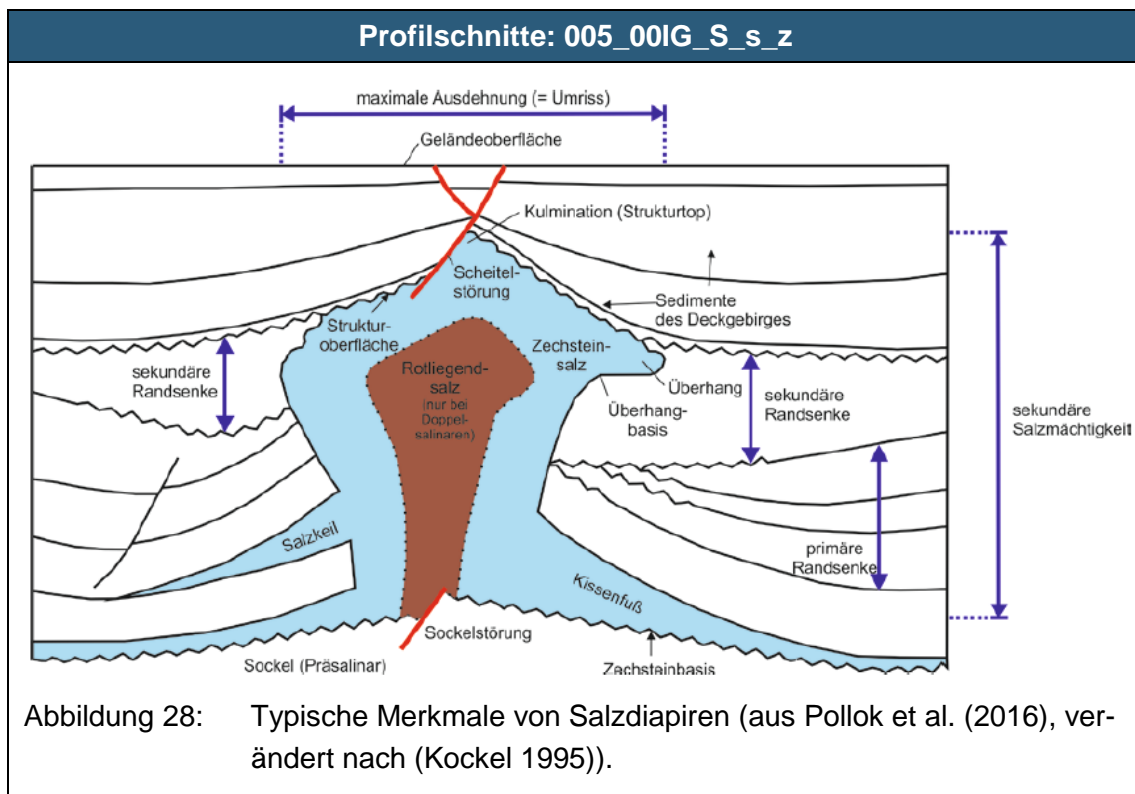 Profilschnitte: 005_00IG_S_s_z
maximale Ausdehnung (= Umriss)
Geländeoberfläche
Kulmination (Strukturtop)
Scheitel-
störung
Sedimente
des Deckgebirges
Struktur-
oberfläche
Zechstein-
salz
sekundäre
Randsenke
Rotliegend-
salz
(nur bei
Doppel-
salinaren)
Überhang
Überhang-
basis
sekundäre
Randsenke
sekundäre
Salzmächtigkeit
Salzkeil
primäre
Randsenke
Kissenfuß
Sockelstörung
Sockel (Präsalinar)
Zechsteinbasis
Abbildung 28: Typische Merkmale von Salzdiapiren (aus Pollok et al. (2016), ver-
ändert nach (Kockel 1995)).